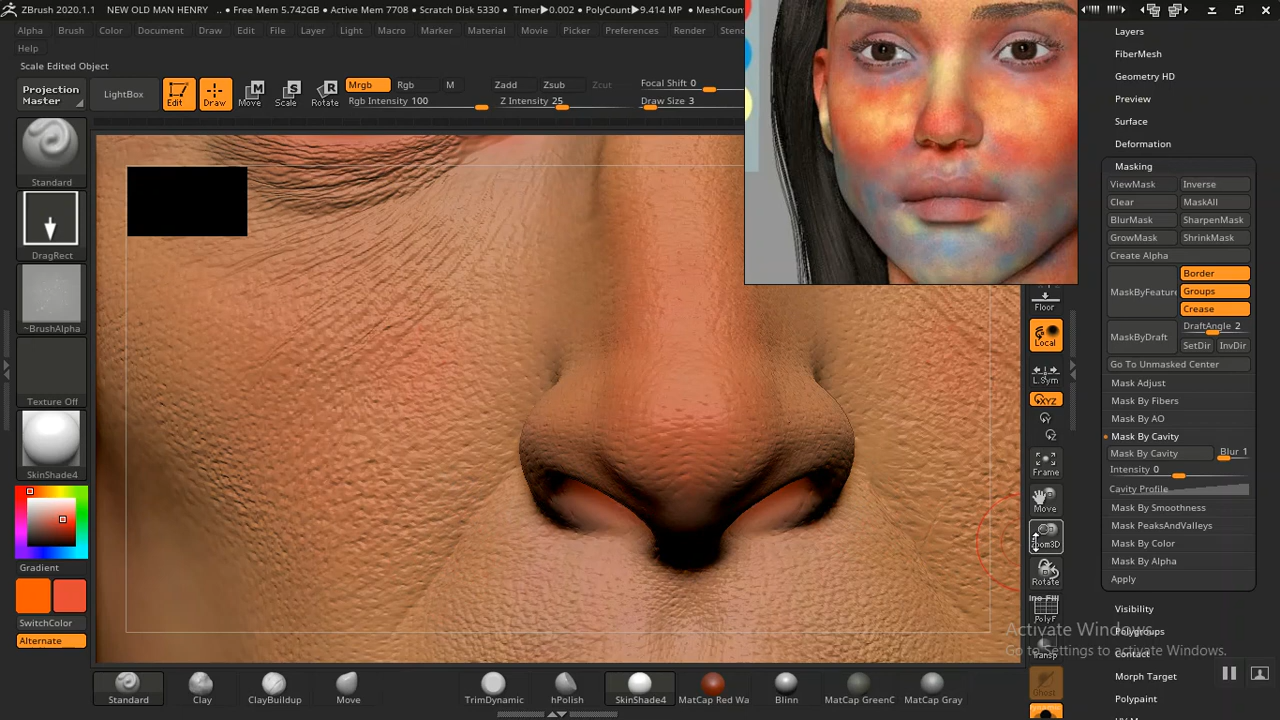 ZBrush 2020.1.1 NEW OLD MAN HENRY .. ● Free Mem 5.742GB ● Active Mem 7708 ● Scratch Disk 5330 ● Timer▶0.002 ● PolyCount▶9.414 MP ● MeshCoun
Alpha Brush Color Document Draw Edit File Layer Light Macro Marker Material Movie Picker Preferences Render Stenc
Help
Scale Edited Object
Projection Master
LightBox
Edit Draw Move Scale Rotate
Mrgb Rgb M
Rgb Intensity 100
Zadd Zsub Zcut
Z Intensity 25
Focal Shift 0
Draw Size 3
Standard
DragRect
~BrushAlpha
Texture Off
SkinShade4
Gradient
SwitchColor
Alternate
Floor
Local
L.Sym
XYZ
Y
Z
Frame
Move
Zoom3D
Rotate
PolyF
Transp
Ghost
Layers
FiberMesh
Geometry HD
Preview
Surface
Deformation
Masking
ViewMask Inverse
Clear MaskAll
BlurMask SharpenMask
GrowMask ShrinkMask
Create Alpha
MaskByFeature
Border
Groups
Crease
MaskByDraft
DraftAngle 2
SetDir InvDir
Go To Unmasked Center
Mask Adjust
Mask By Fibers
Mask By AO
Mask By Cavity
Mask By Cavity Blur 1
Intensity 0
Cavity Profile
Mask By Smoothness
Mask PeaksAndValleys
Mask By Color
Mask By Alpha
Apply
Visibility
Polygroups
Contact
Morph Target
Polypaint
Activate Windows
Go to Settings to activate Windows.
Standard Clay ClayBuildup Move TrimDynamic hPolish SkinShade4 MatCap Red Wa Blinn MatCap GreenC MatCap Gray